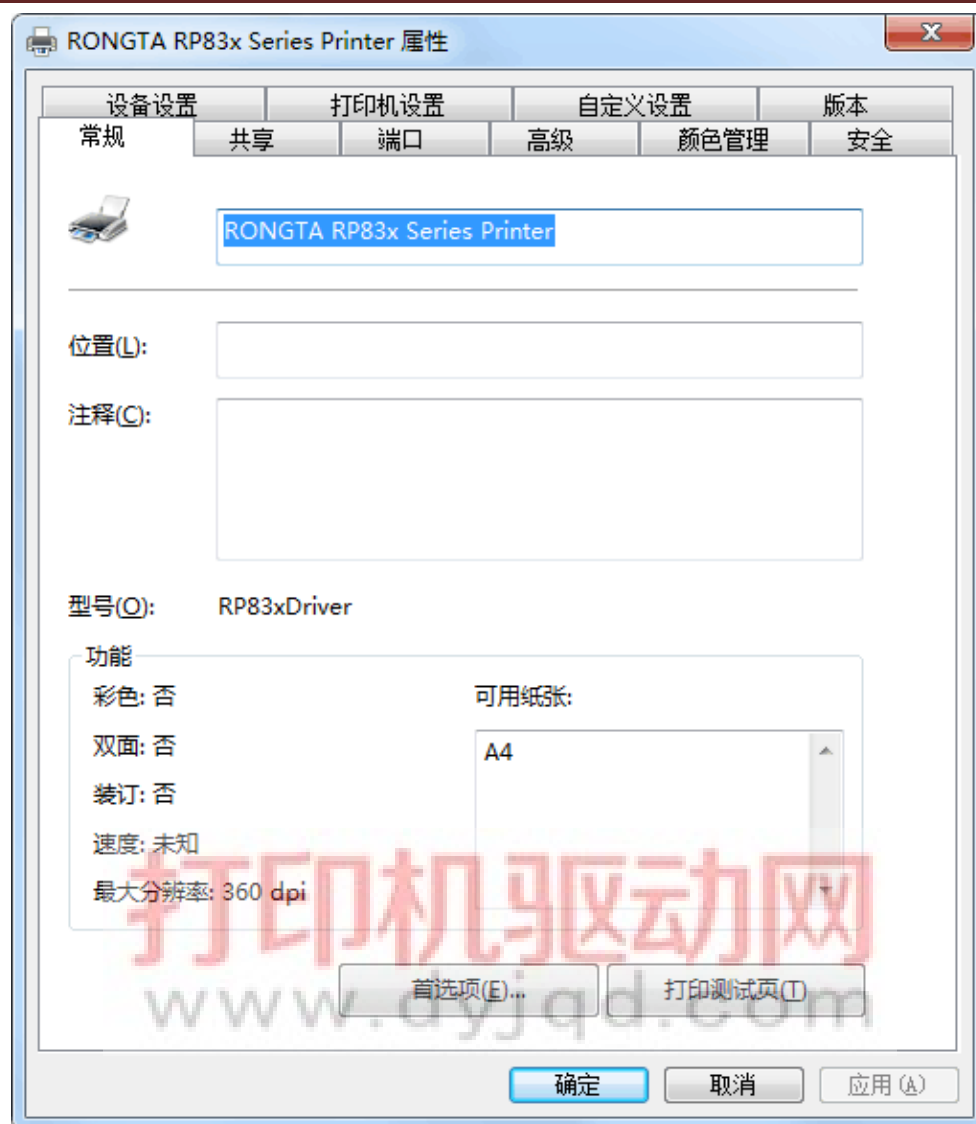 RONGTA RP83x Series Printer 属性
设备设置 打印机设置 自定义设置 版本
常规 共享 端口 高级 颜色管理 安全
RONGTA RP83x Series Printer
位置(L):
注释(C):
型号(O): RP83xDriver
功能
彩色: 否 可用纸张:
双面: 否 A4
装订: 否
速度: 未知
最大分辨率: 360 dpi
打印机驱动网
首选项(E)... 打印测试页(T)
www.dyjqd.com
确定 取消 应用(A)